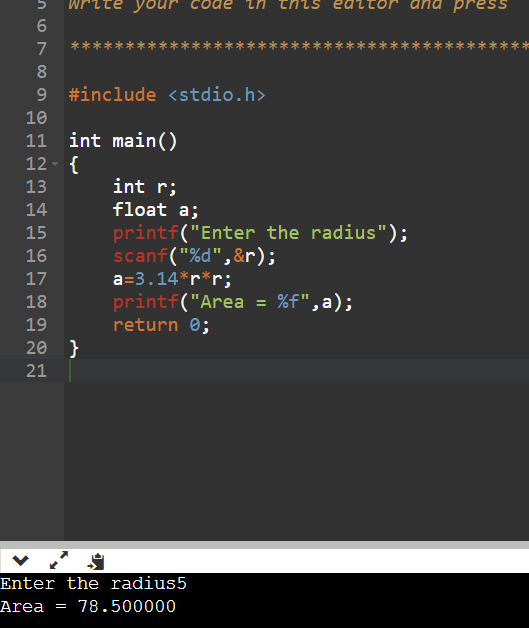 5 Write your code in this editor and press
6
7 ******************************************
8
9 #include <stdio.h>
10
11 int main()
12 {
13     int r;
14     float a;
15     printf("Enter the radius");
16     scanf("%d",&r);
17     a=3.14*r*r;
18     printf("Area = %f",a);
19     return 0;
20 }
21
Enter the radius5
Area = 78.500000